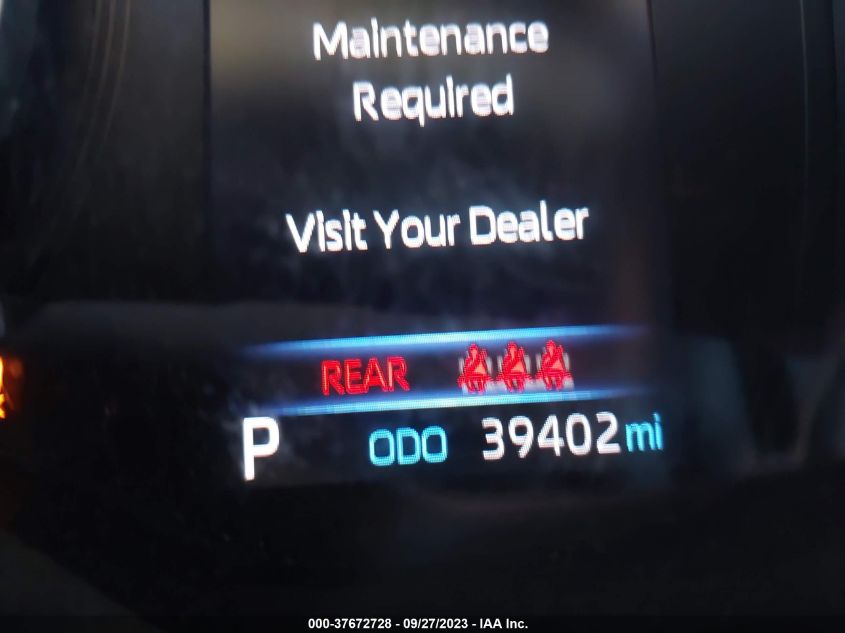 Maintenance
Required
Visit Your Dealer
REAR
P ODO 39402 mi
000-37672728 - 09/27/2023 - IAA Inc.